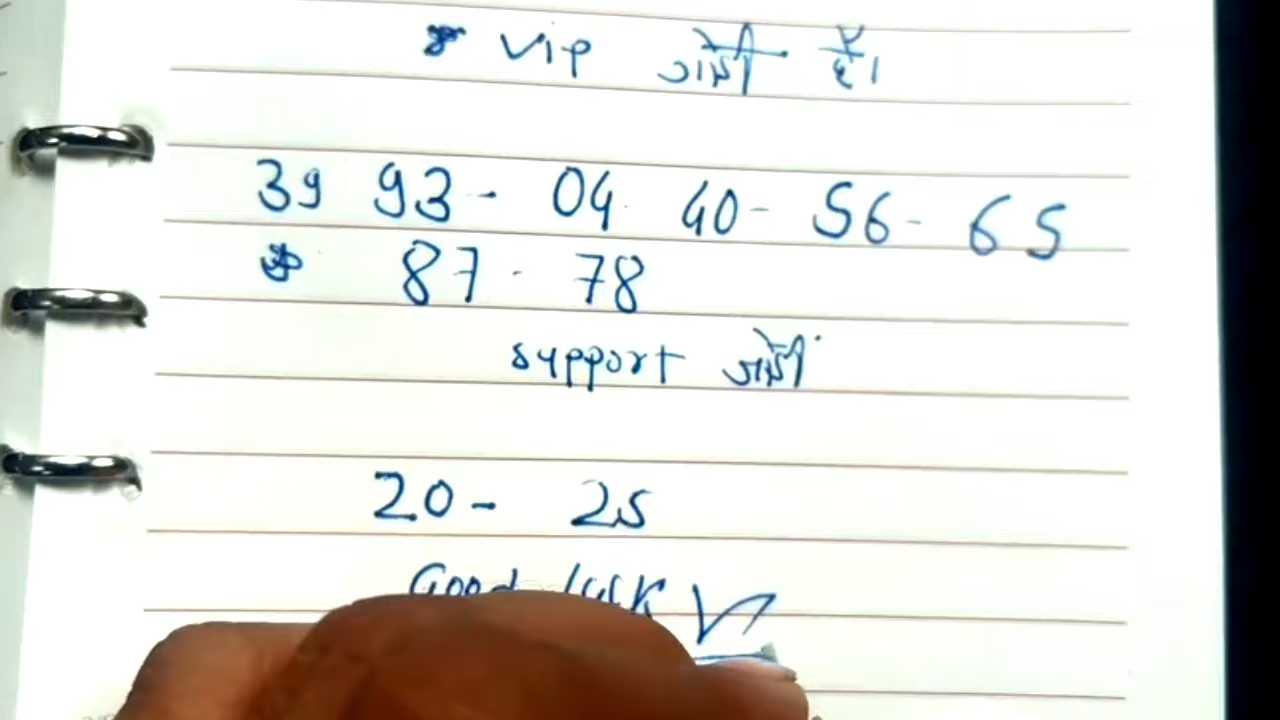 Vip जोड़ी है।
39 93 - 04 40 - 56 - 65
87 - 78
support जोड़ी
20 - 25
Good luck